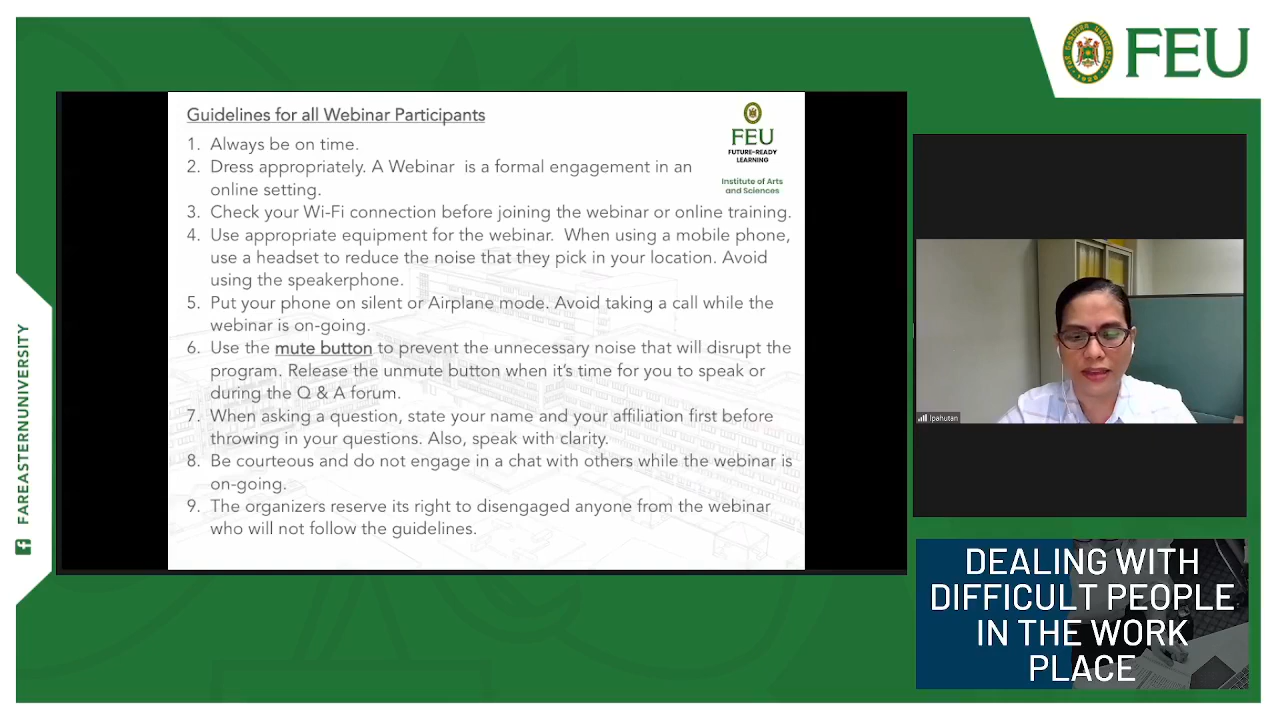 FEU
Guidelines for all Webinar Participants
FEU
FUTURE-READY
LEARNING
Institute of Arts
and Sciences
1. Always be on time.
2. Dress appropriately. A Webinar  is a formal engagement in an
online setting.
3. Check your Wi-Fi connection before joining the webinar or online training.
4. Use appropriate equipment for the webinar.  When using a mobile phone,
use a headset to reduce the noise that they pick in your location. Avoid
using the speakerphone.
5. Put your phone on silent or Airplane mode. Avoid taking a call while the
webinar is on-going.
6. Use the mute button to prevent the unnecessary noise that will disrupt the
program. Release the unmute button when it's time for you to speak or
during the Q & A forum.
7. When asking a question, state your name and your affiliation first before
throwing in your questions. Also, speak with clarity.
8. Be courteous and do not engage in a chat with others while the webinar is
on-going.
9. The organizers reserve its right to disengaged anyone from the webinar
who will not follow the guidelines.
FAREASTERNUNIVERSITY
lpahutan
DEALING WITH
DIFFICULT PEOPLE
IN THE WORK
PLACE